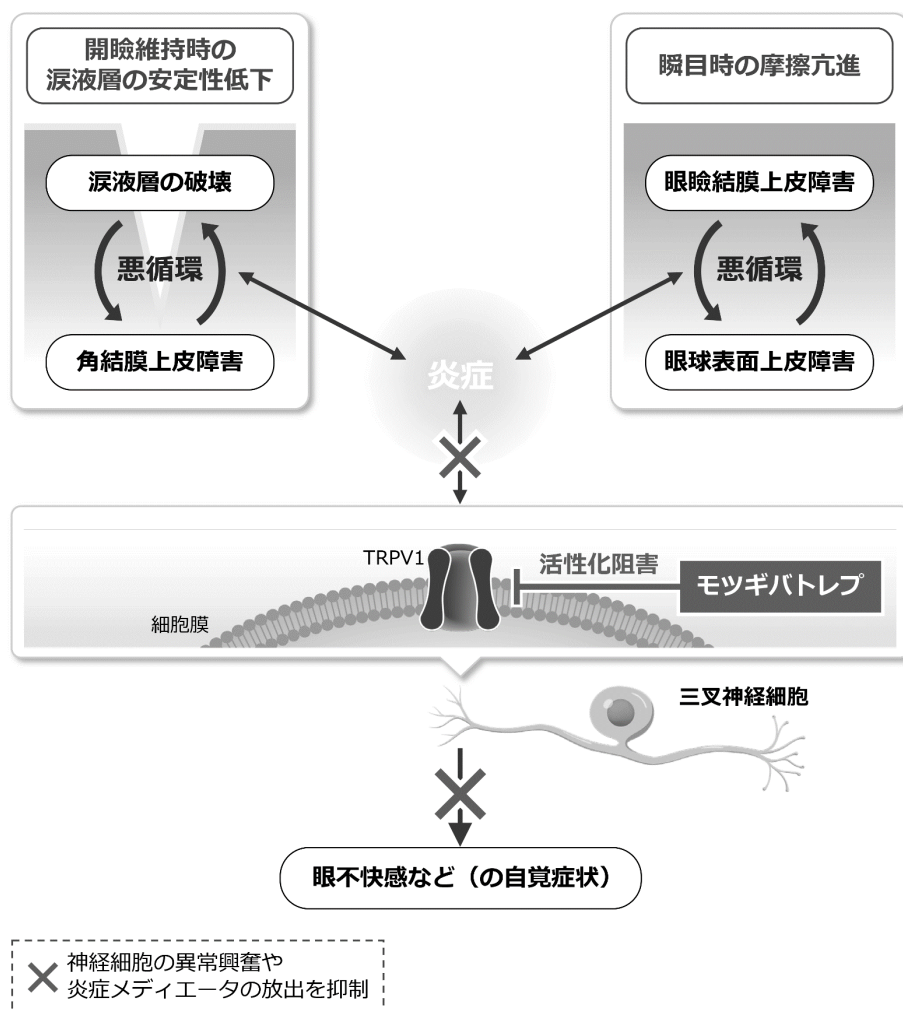 開瞼維持時の
涙液層の安定性低下
涙液層の破壊
悪循環
角結膜上皮障害
瞬目時の摩擦亢進
眼瞼結膜上皮障害
悪循環
眼球表面上皮障害
炎症
TRPV1
活性化阻害
モツギバトレプ
細胞膜
三叉神経細胞
眼不快感など（の自覚症状）
神経細胞の異常興奮や
炎症メディエータの放出を抑制